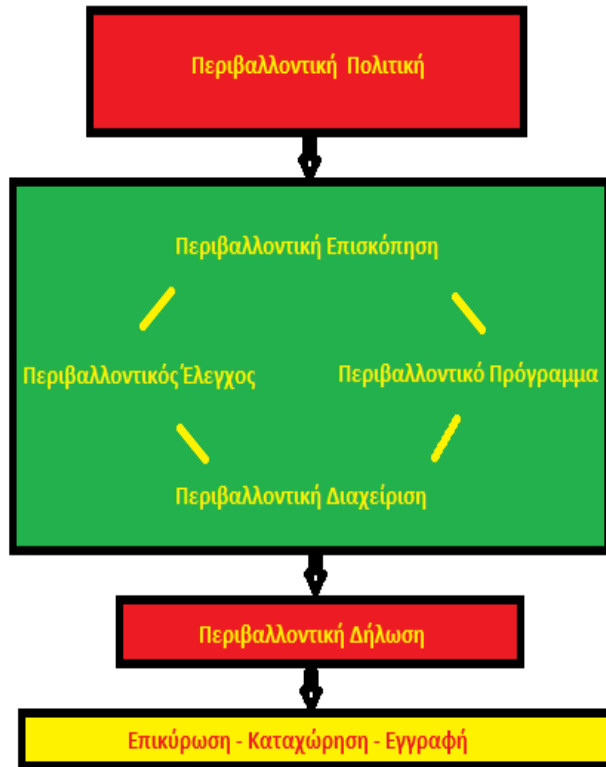 Περιβαλλοντική Πολιτική
Περιβαλλοντική Επισκόπηση
Περιβαλλοντικός Έλεγχος
Περιβαλλοντικό Πρόγραμμα
Περιβαλλοντική Διαχείριση
Περιβαλλοντική Δήλωση
Επικύρωση - Καταχώρηση - Εγγραφή